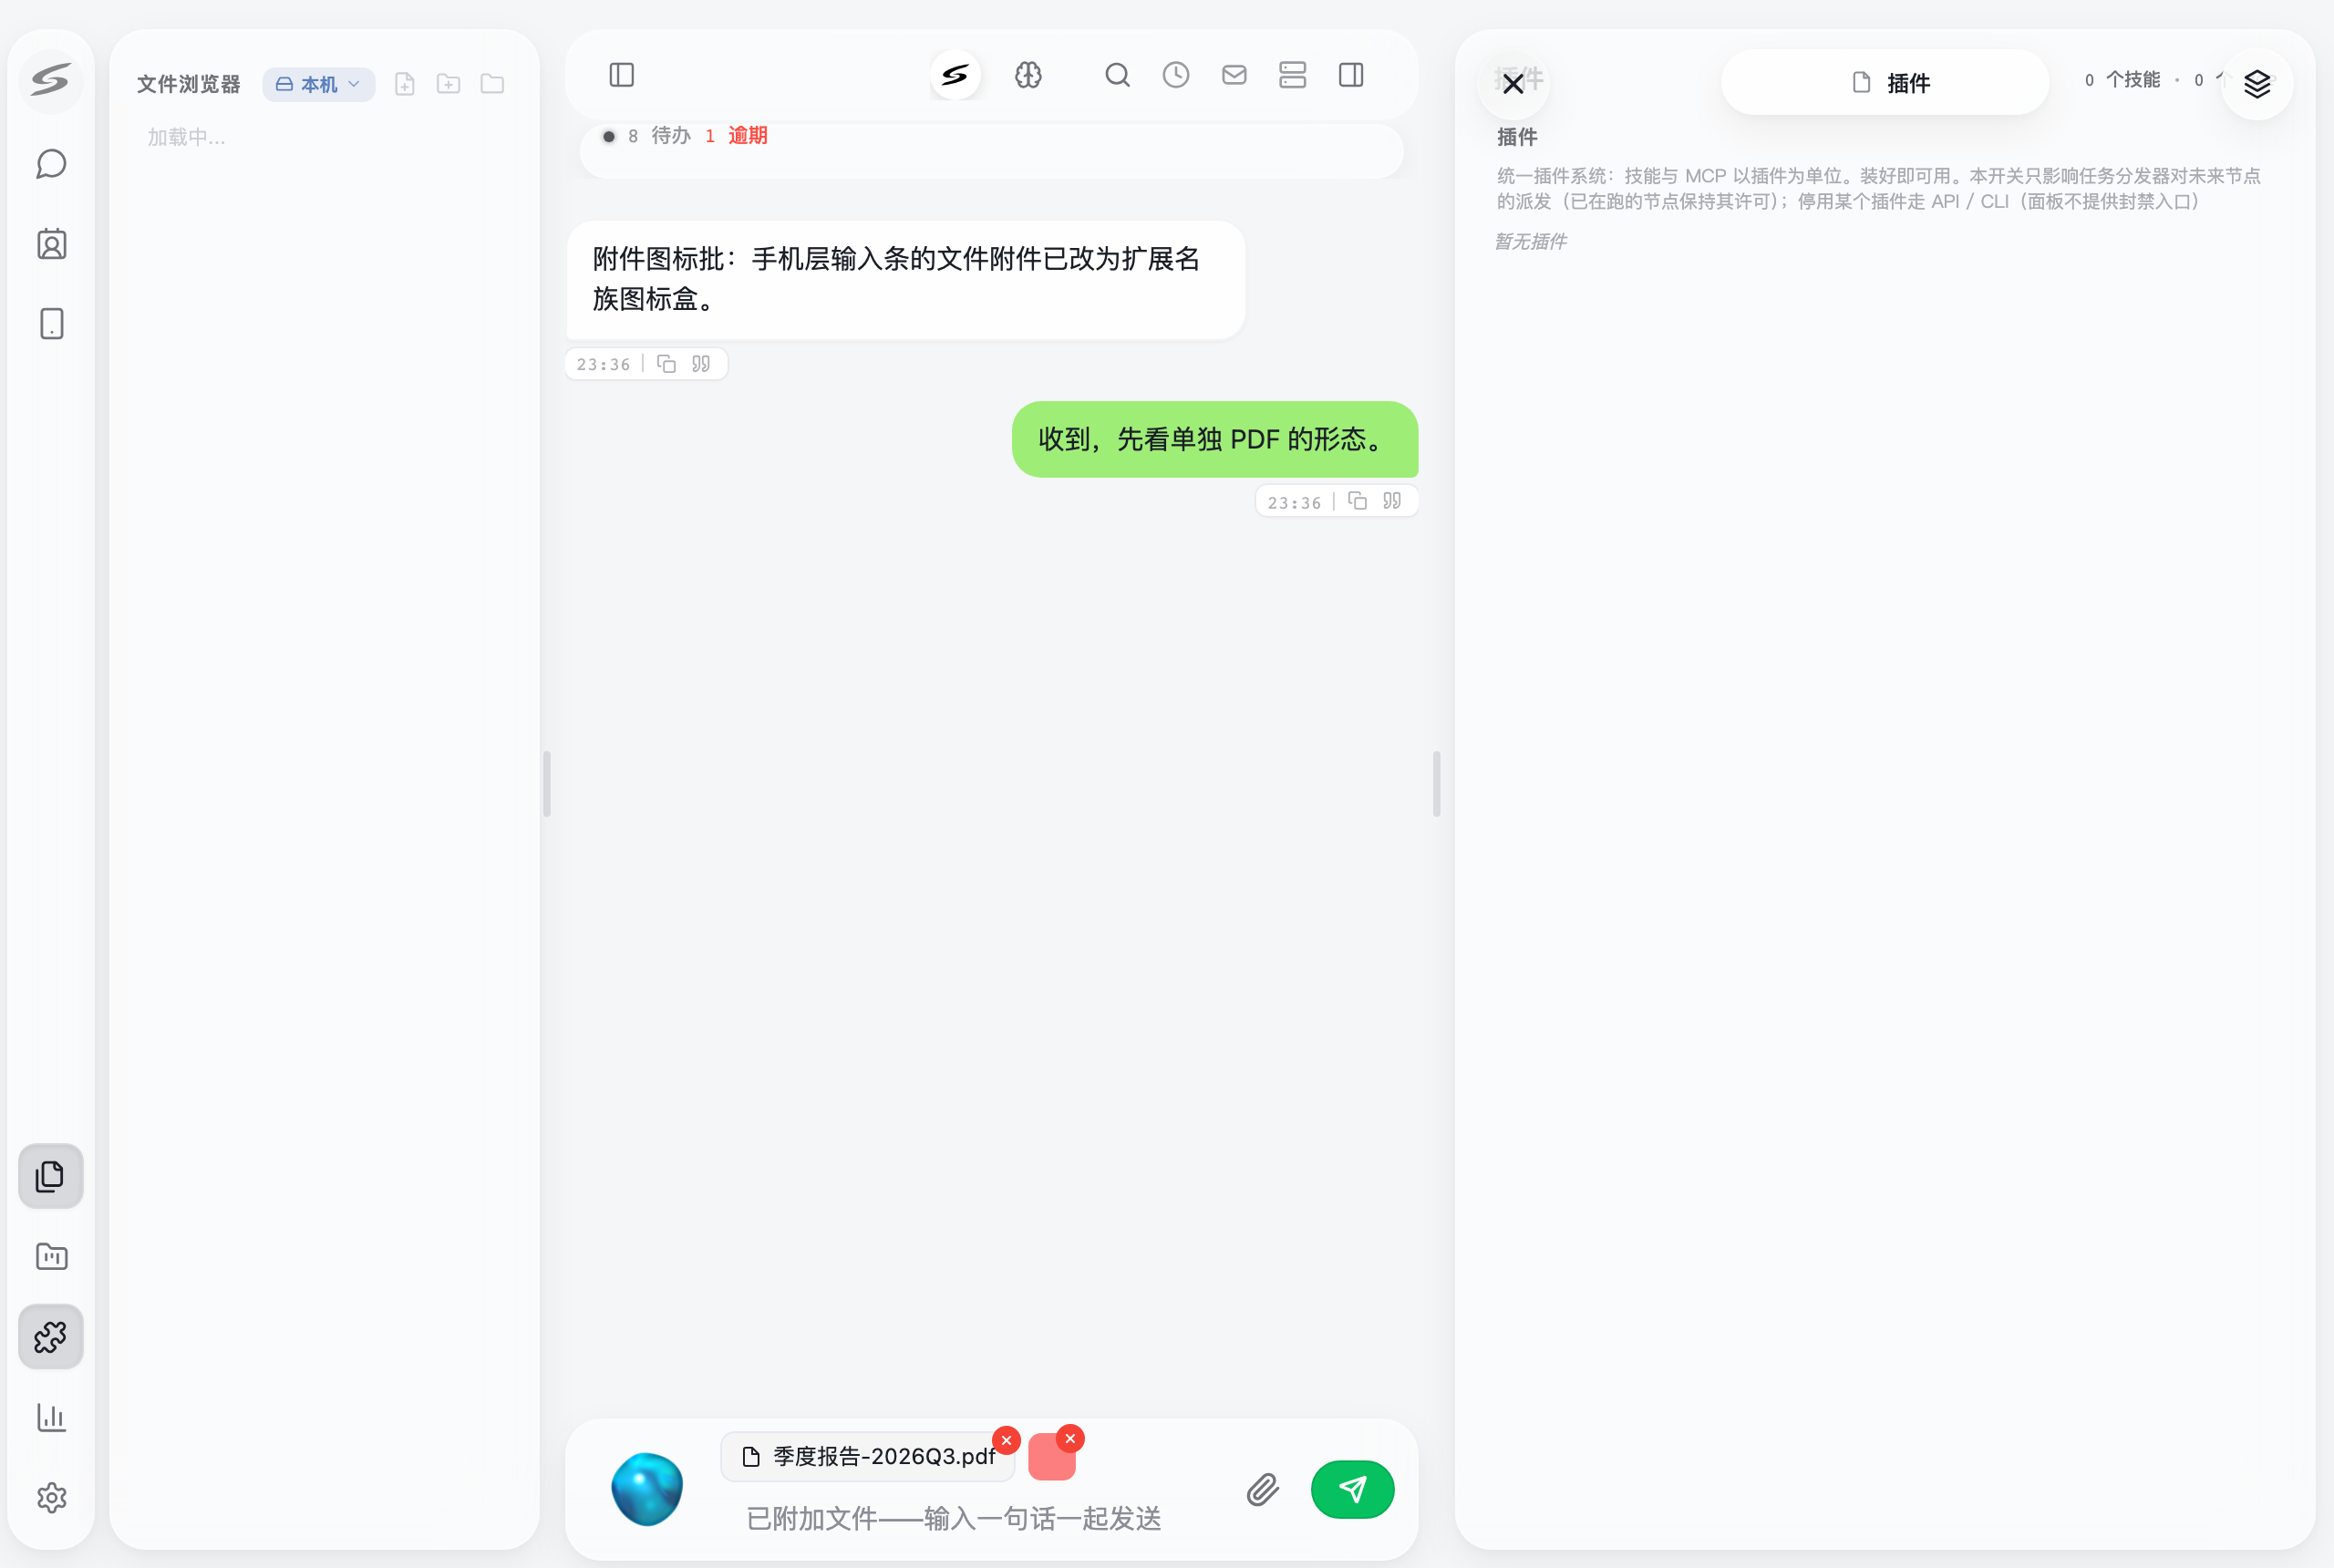 文件浏览器
本机
加载中...
8 待办 1 逾期
附件图标批：手机层输入条的文件附件已改为扩展名
族图标盒。
23:36
收到，先看单独 PDF 的形态。
23:36
季度报告-2026Q3.pdf
已附加文件——输入一句话一起发送
插件
插件
0 个技能 · 0
插件
统一插件系统：技能与 MCP 以插件为单位。装好即可用。本开关只影响任务分发器对未来节点
的派发（已在跑的节点保持其许可）；停用某个插件走 API / CLI（面板不提供封禁入口）
暂无插件